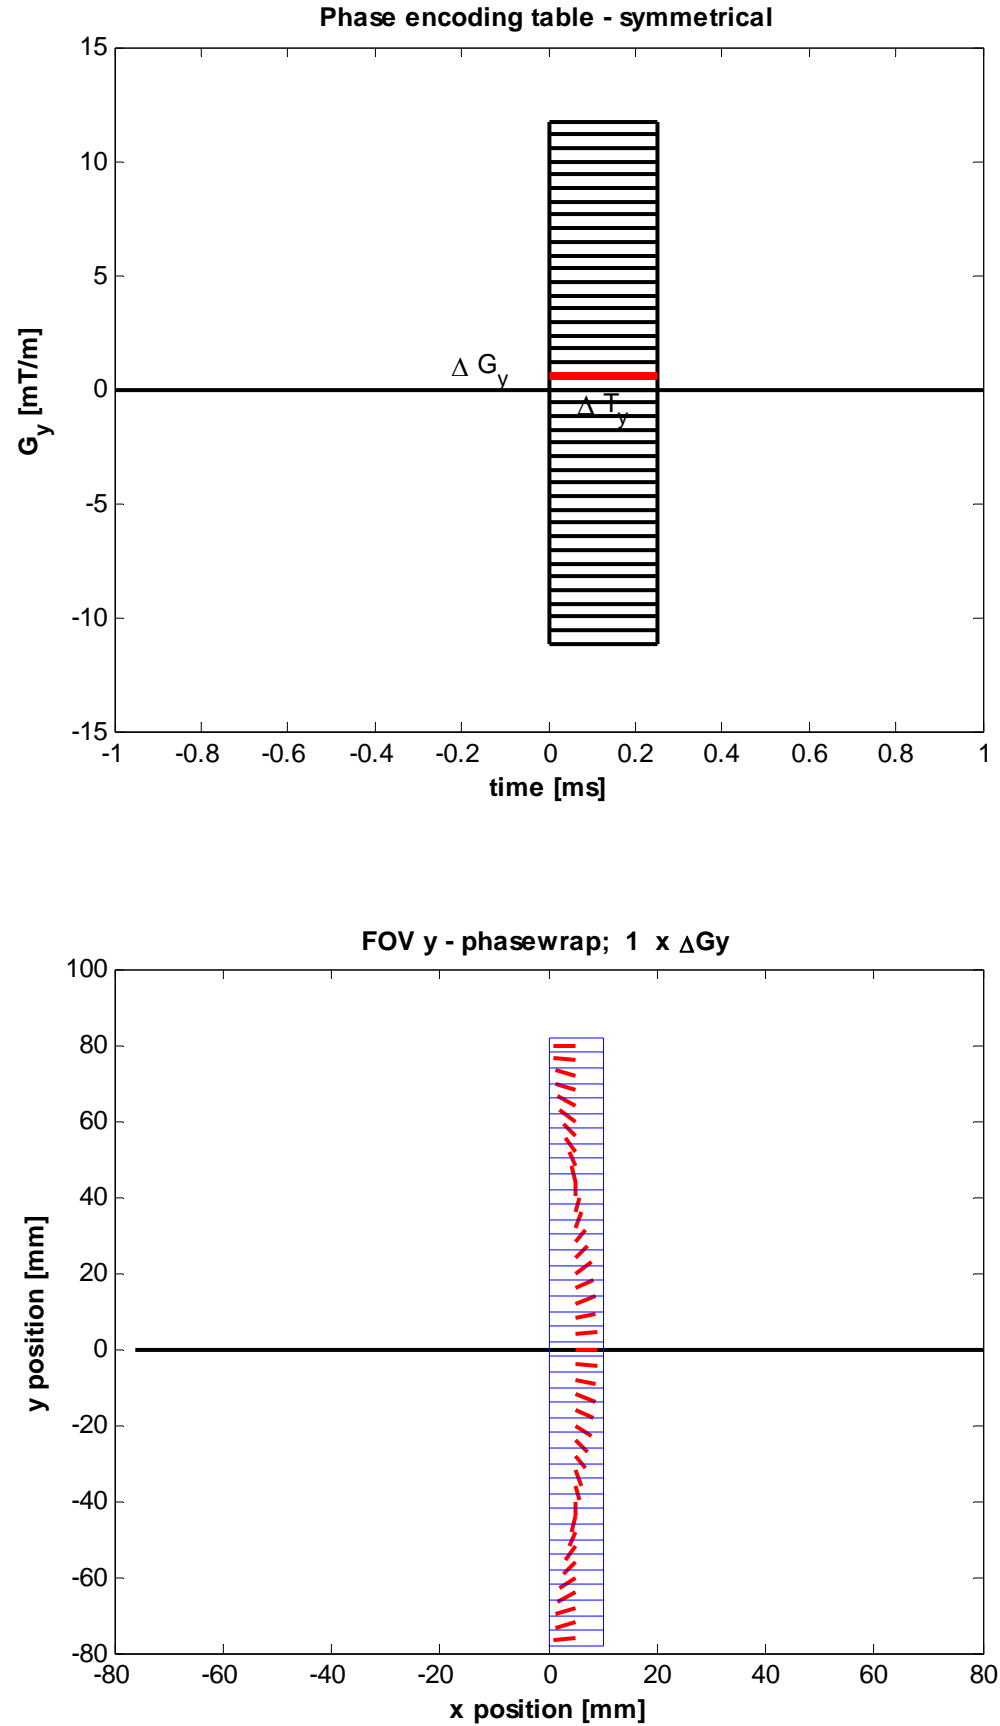 Phase encoding table - symmetrical
15
10
5
0
-5
-10
-15
G_y [mT/m]
Δ G_y
Δ T_y
-1 -0.8 -0.6 -0.4 -0.2 0 0.2 0.4 0.6 0.8 1
time [ms]
FOV y - phasewrap; 1 x ΔGy
100
80
60
40
20
0
-20
-40
-60
-80
y position [mm]
-80 -60 -40 -20 0 20 40 60 80
x position [mm]